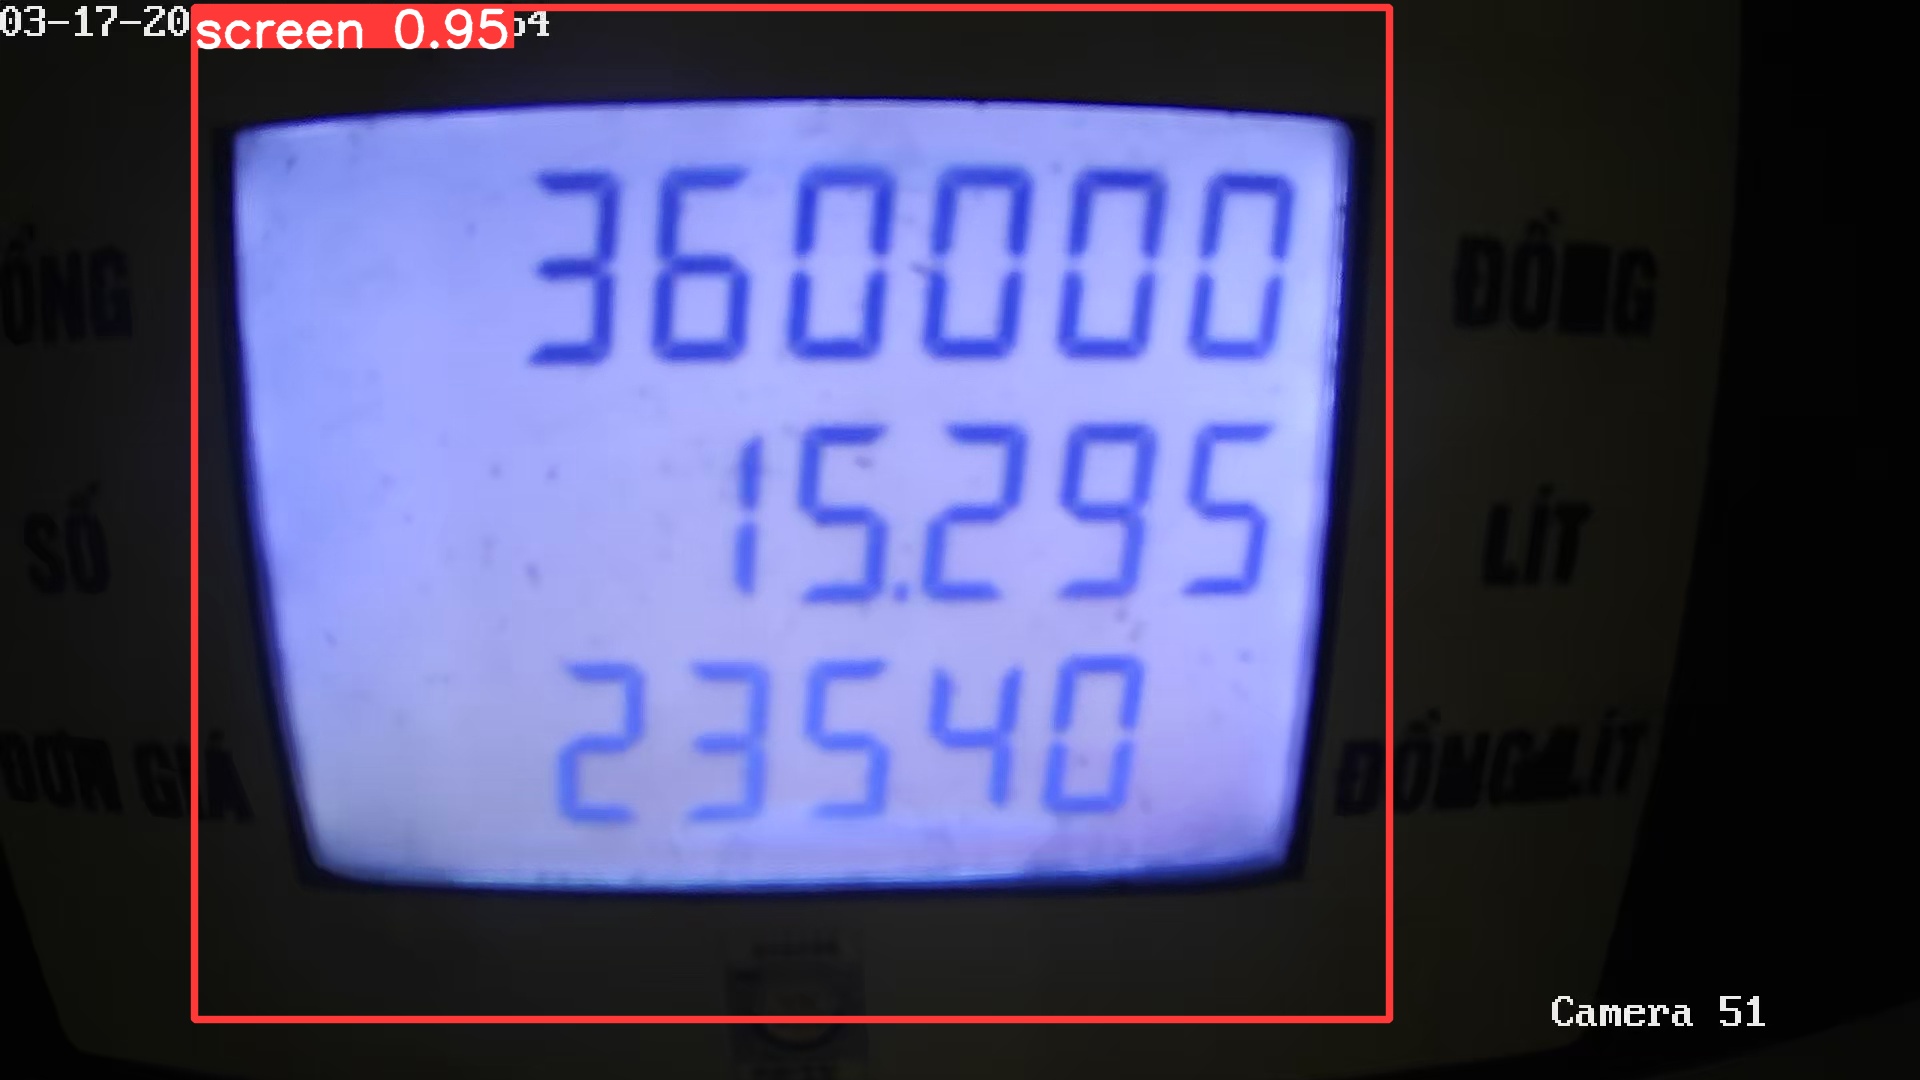 03-17-20
screen 0.95
360000
ĐỒNG
15.295
SỐ
LÍT
23540
ĐƠN GIÁ
ĐỒNG/LÍT
Camera 51